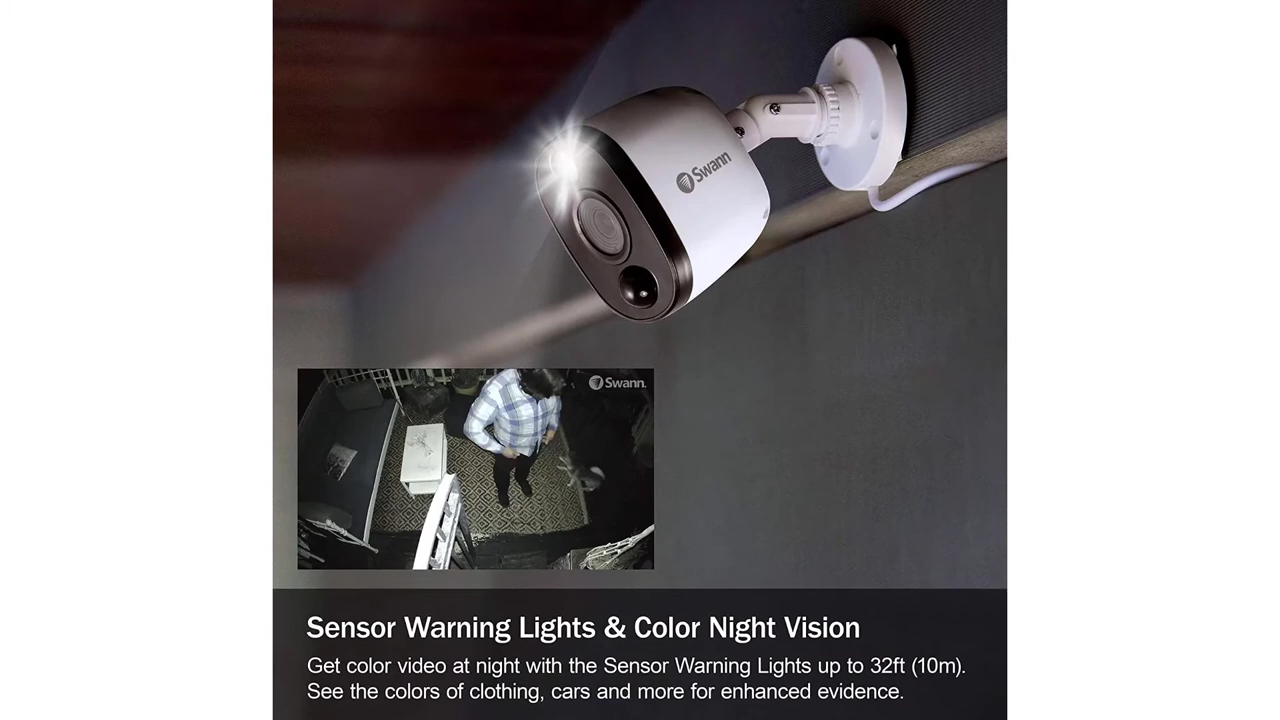 Swann
Swann.
Sensor Warning Lights & Color Night Vision
Get color video at night with the Sensor Warning Lights up to 32ft (10m).
See the colors of clothing, cars and more for enhanced evidence.